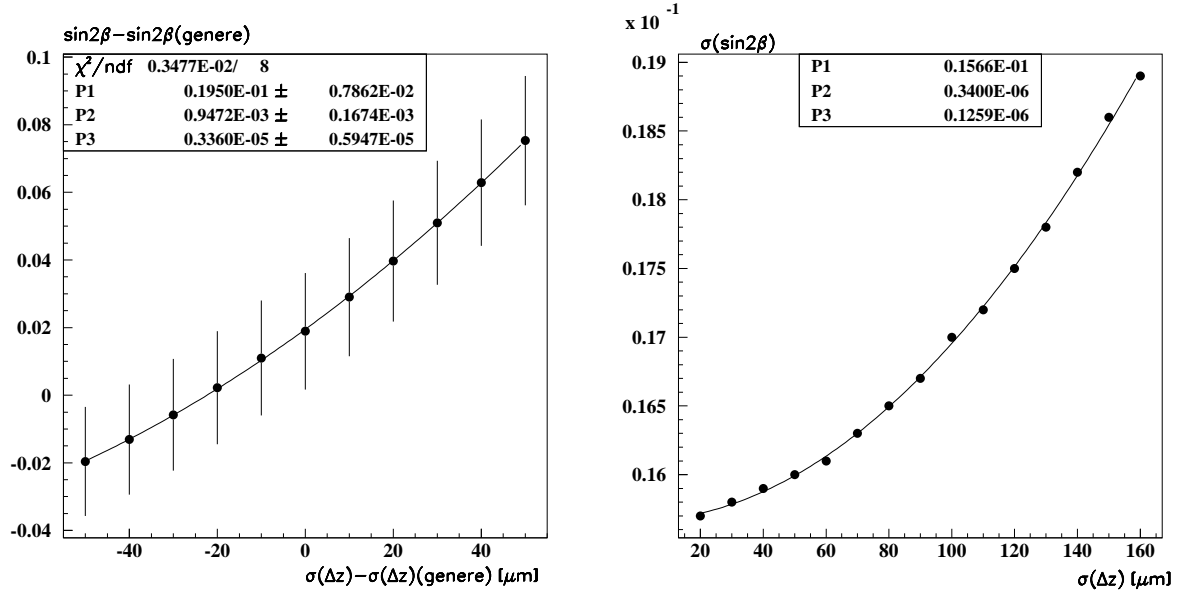 sin2β−sin2β(genere)
χ²/ndf 0.3477E-02/ 8
P1 0.1950E-01 ± 0.7862E-02
P2 0.9472E-03 ± 0.1674E-03
P3 0.3360E-05 ± 0.5947E-05
0.1
0.08
0.06
0.04
0.02
0
-0.02
-0.04
-40 -20 0 20 40
σ(Δz)−σ(Δz)(genere) [μm]
x 10 -1
σ(sin2β)
P1 0.1566E-01
P2 0.3400E-06
P3 0.1259E-06
0.19
0.185
0.18
0.175
0.17
0.165
0.16
20 40 60 80 100 120 140 160
σ(Δz) [μm]